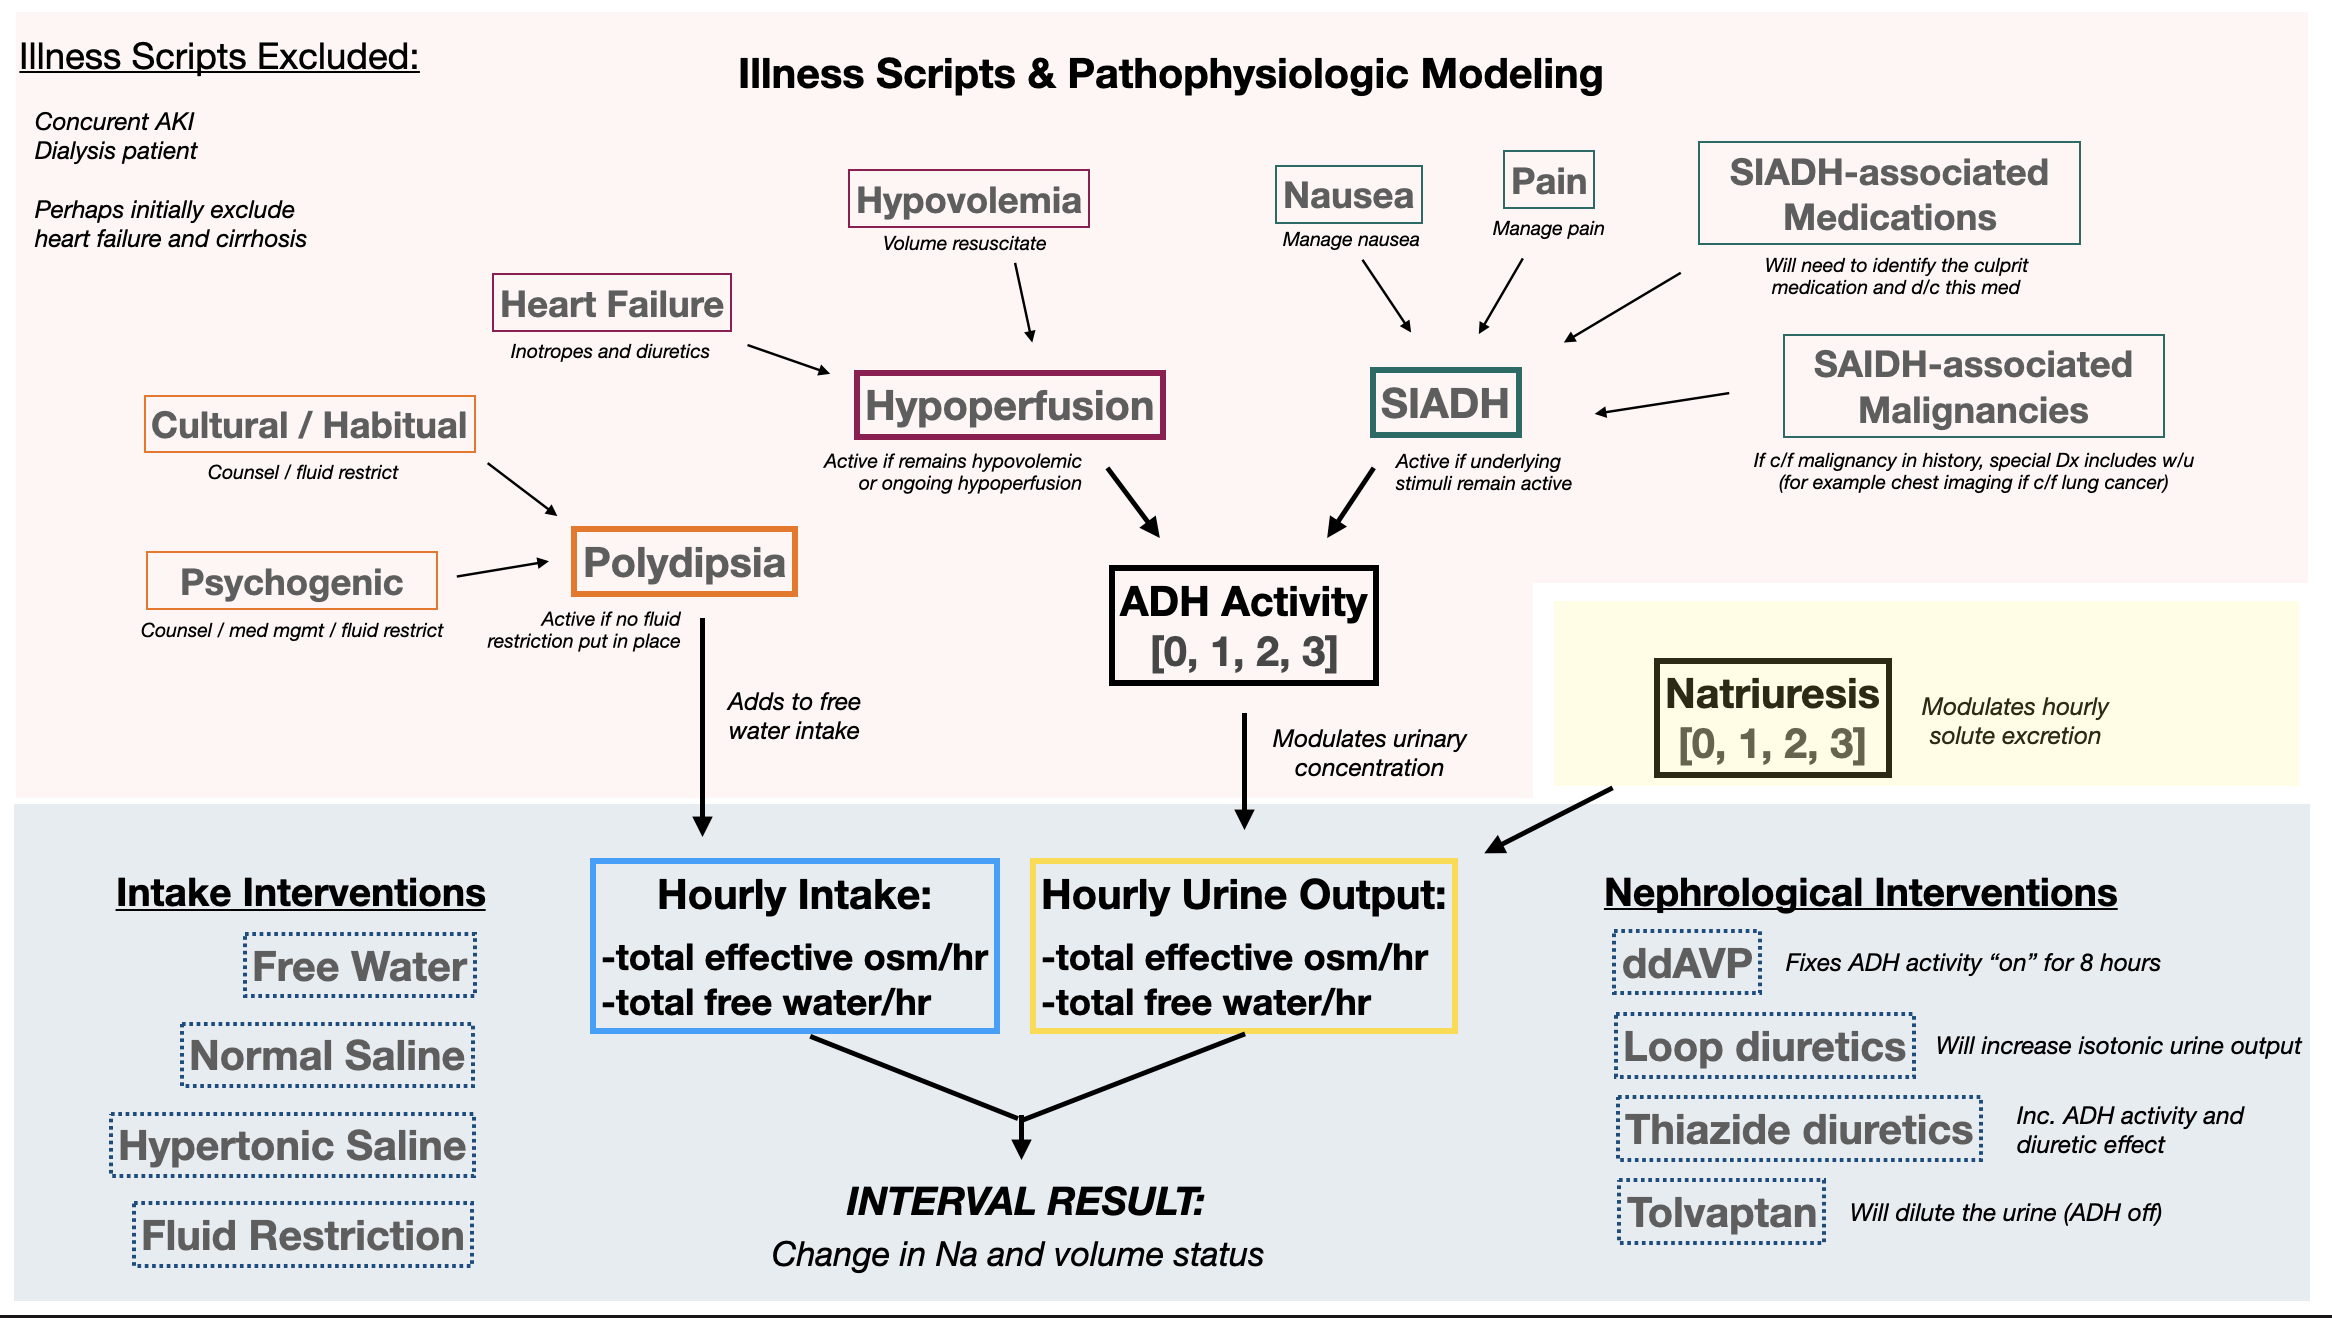 Illness Scripts Excluded:
Concurent AKI
Dialysis patient
Perhaps initially exclude
heart failure and cirrhosis
Illness Scripts & Pathophysiologic Modeling
Hypovolemia
Volume resuscitate
Nausea
Manage nausea
Pain
Manage pain
SIADH-associated
Medications
Will need to identify the culprit
medication and d/c this med
Heart Failure
Inotropes and diuretics
Hypoperfusion
Active if remains hypovolemic
or ongoing hypoperfusion
SIADH
Active if underlying
stimuli remain active
SAIDH-associated
Malignancies
If c/f malignancy in history, special Dx includes w/u
(for example chest imaging if c/f lung cancer)
Cultural / Habitual
Counsel / fluid restrict
Psychogenic
Counsel / med mgmt / fluid restrict
Polydipsia
Active if no fluid
restriction put in place
Adds to free
water intake
ADH Activity
[0, 1, 2, 3]
Modulates urinary
concentration
Natriuresis
[0, 1, 2, 3]
Modulates hourly
solute excretion
Intake Interventions
Free Water
Normal Saline
Hypertonic Saline
Fluid Restriction
Hourly Intake:
-total effective osm/hr
-total free water/hr
Hourly Urine Output:
-total effective osm/hr
-total free water/hr
INTERVAL RESULT:
Change in Na and volume status
Nephrological Interventions
ddAVP
Fixes ADH activity “on” for 8 hours
Loop diuretics
Will increase isotonic urine output
Thiazide diuretics
Inc. ADH activity and
diuretic effect
Tolvaptan
Will dilute the urine (ADH off)